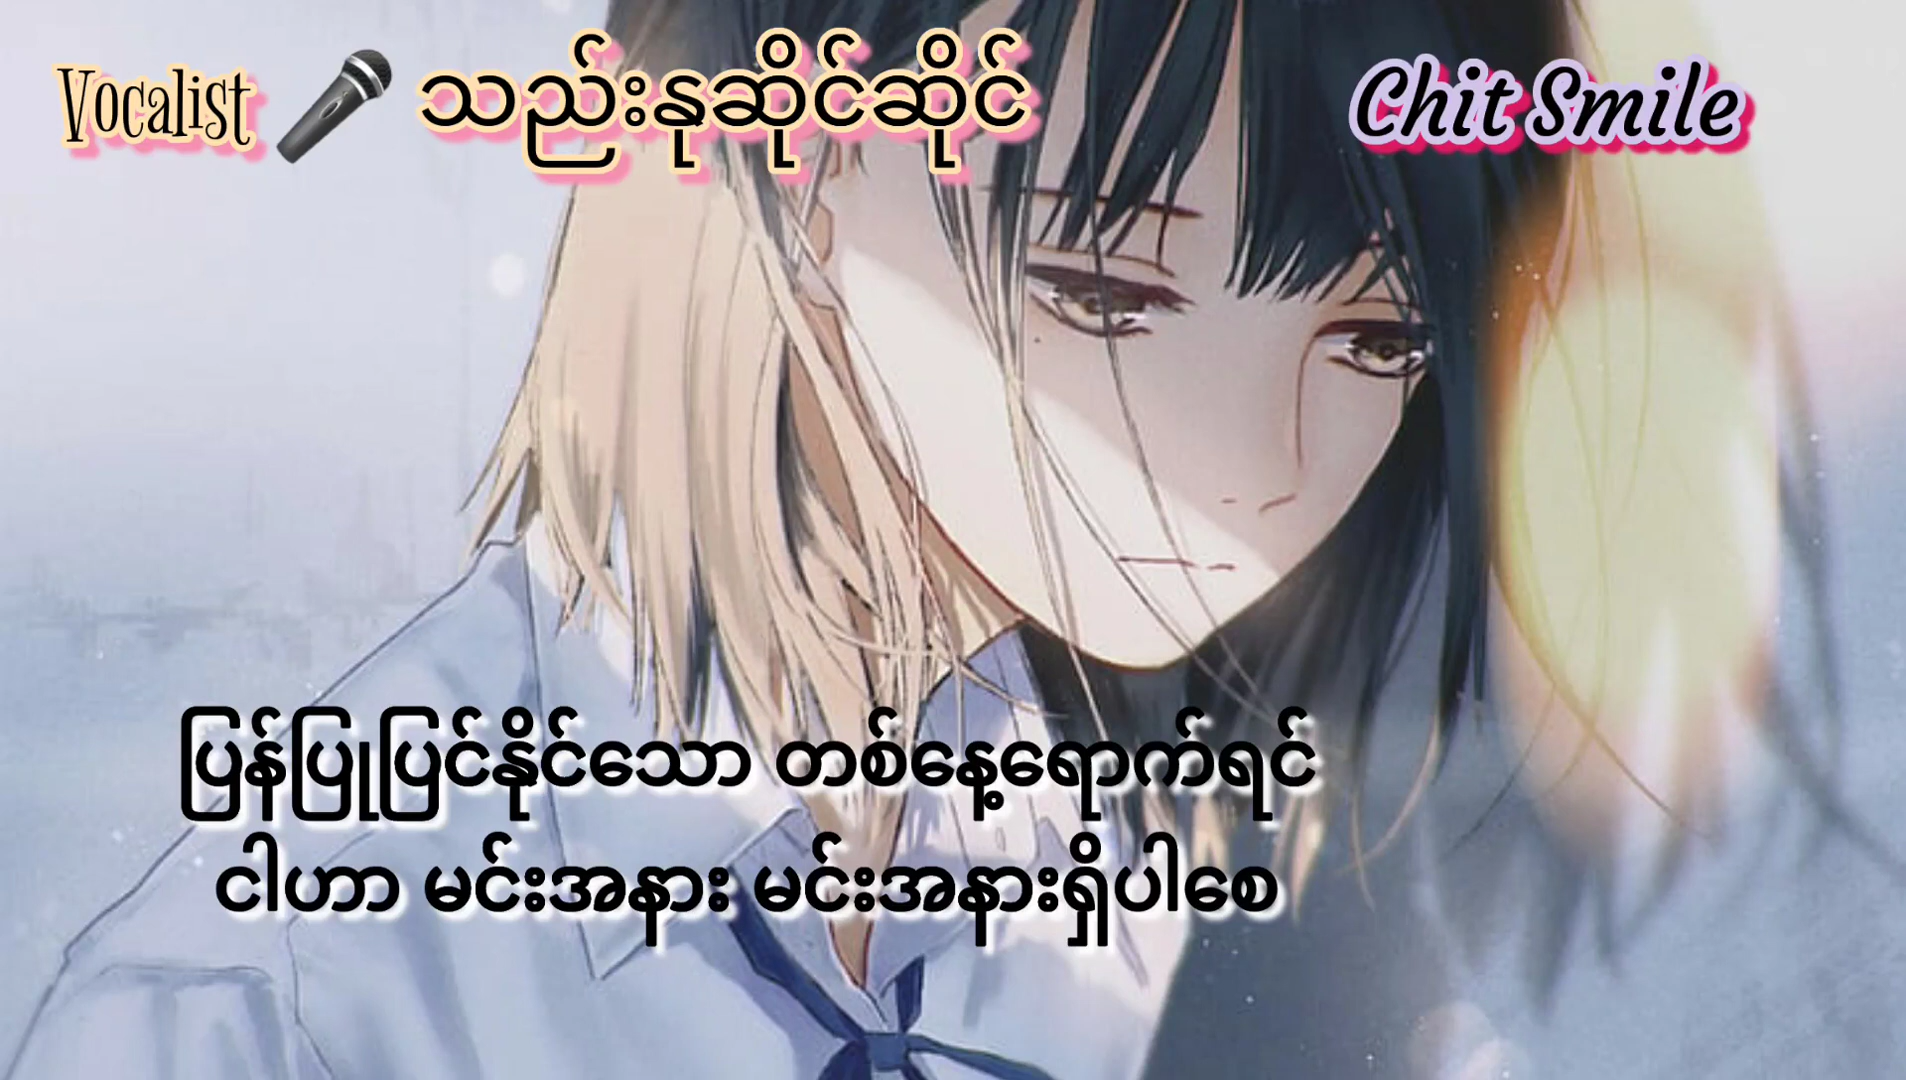 Vocalist 🎤 သည်းနုဆိုင်ဆိုင်
Chit Smile
ပြန်ပြုပြင်နိုင်သော တစ်နေ့ရောက်ရင်
ငါဟာ မင်းအနား မင်းအနားရှိပါစေ